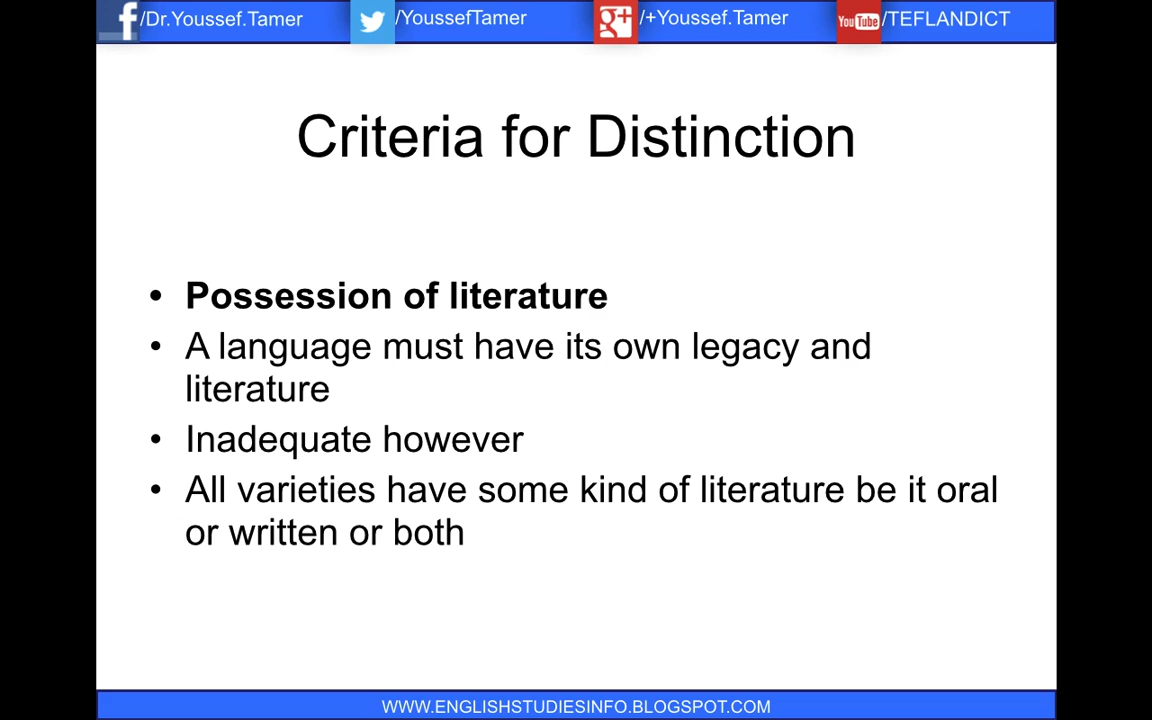 /Dr.Youssef.Tamer /YoussefTamer /+Youssef.Tamer YouTube /TEFLANDICT
Criteria for Distinction
• Possession of literature
• A language must have its own legacy and
literature
• Inadequate however
• All varieties have some kind of literature be it oral
or written or both
WWW.ENGLISHSTUDIESINFO.BLOGSPOT.COM